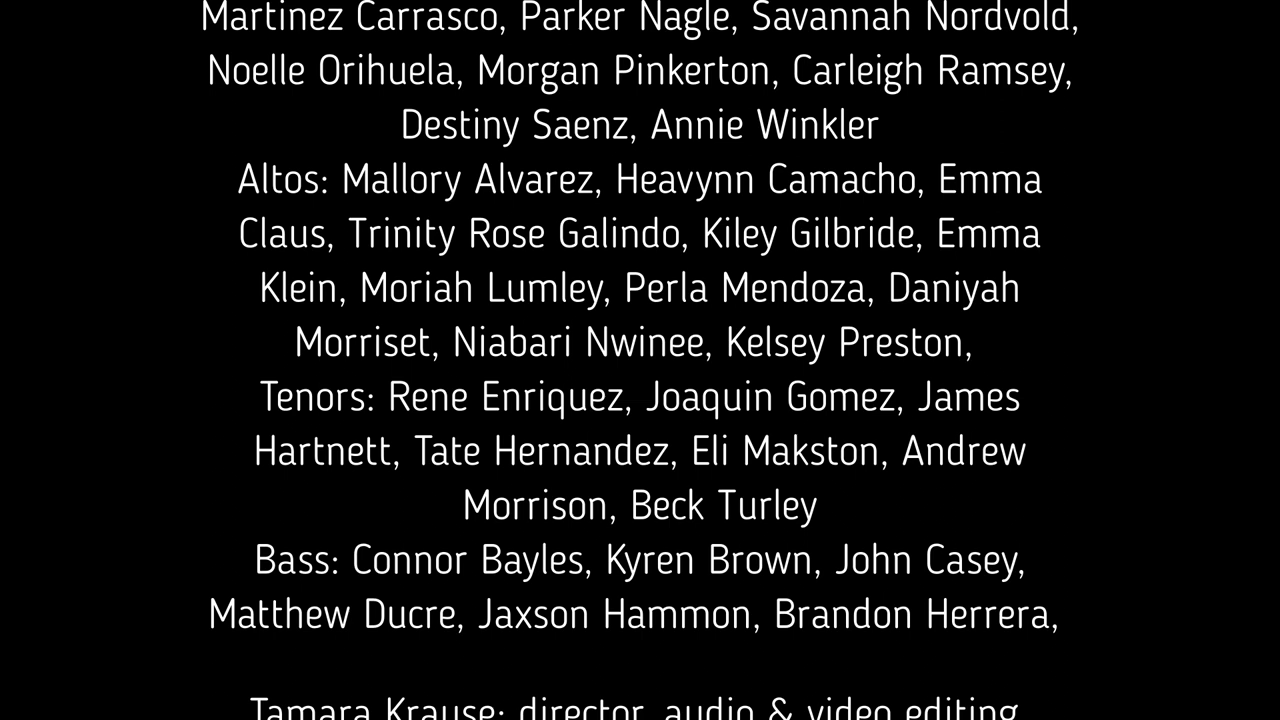 Martinez Carrasco, Parker Nagle, Savannah Nordvold,
Noelle Orihuela, Morgan Pinkerton, Carleigh Ramsey,
Destiny Saenz, Annie Winkler
Altos: Mallory Alvarez, Heavynn Camacho, Emma
Claus, Trinity Rose Galindo, Kiley Gilbride, Emma
Klein, Moriah Lumley, Perla Mendoza, Daniyah
Morriset, Niabari Nwinee, Kelsey Preston,
Tenors: Rene Enriquez, Joaquin Gomez, James
Hartnett, Tate Hernandez, Eli Makston, Andrew
Morrison, Beck Turley
Bass: Connor Bayles, Kyren Brown, John Casey,
Matthew Ducre, Jaxson Hammon, Brandon Herrera,
Tamara Krause: director, audio & video editing